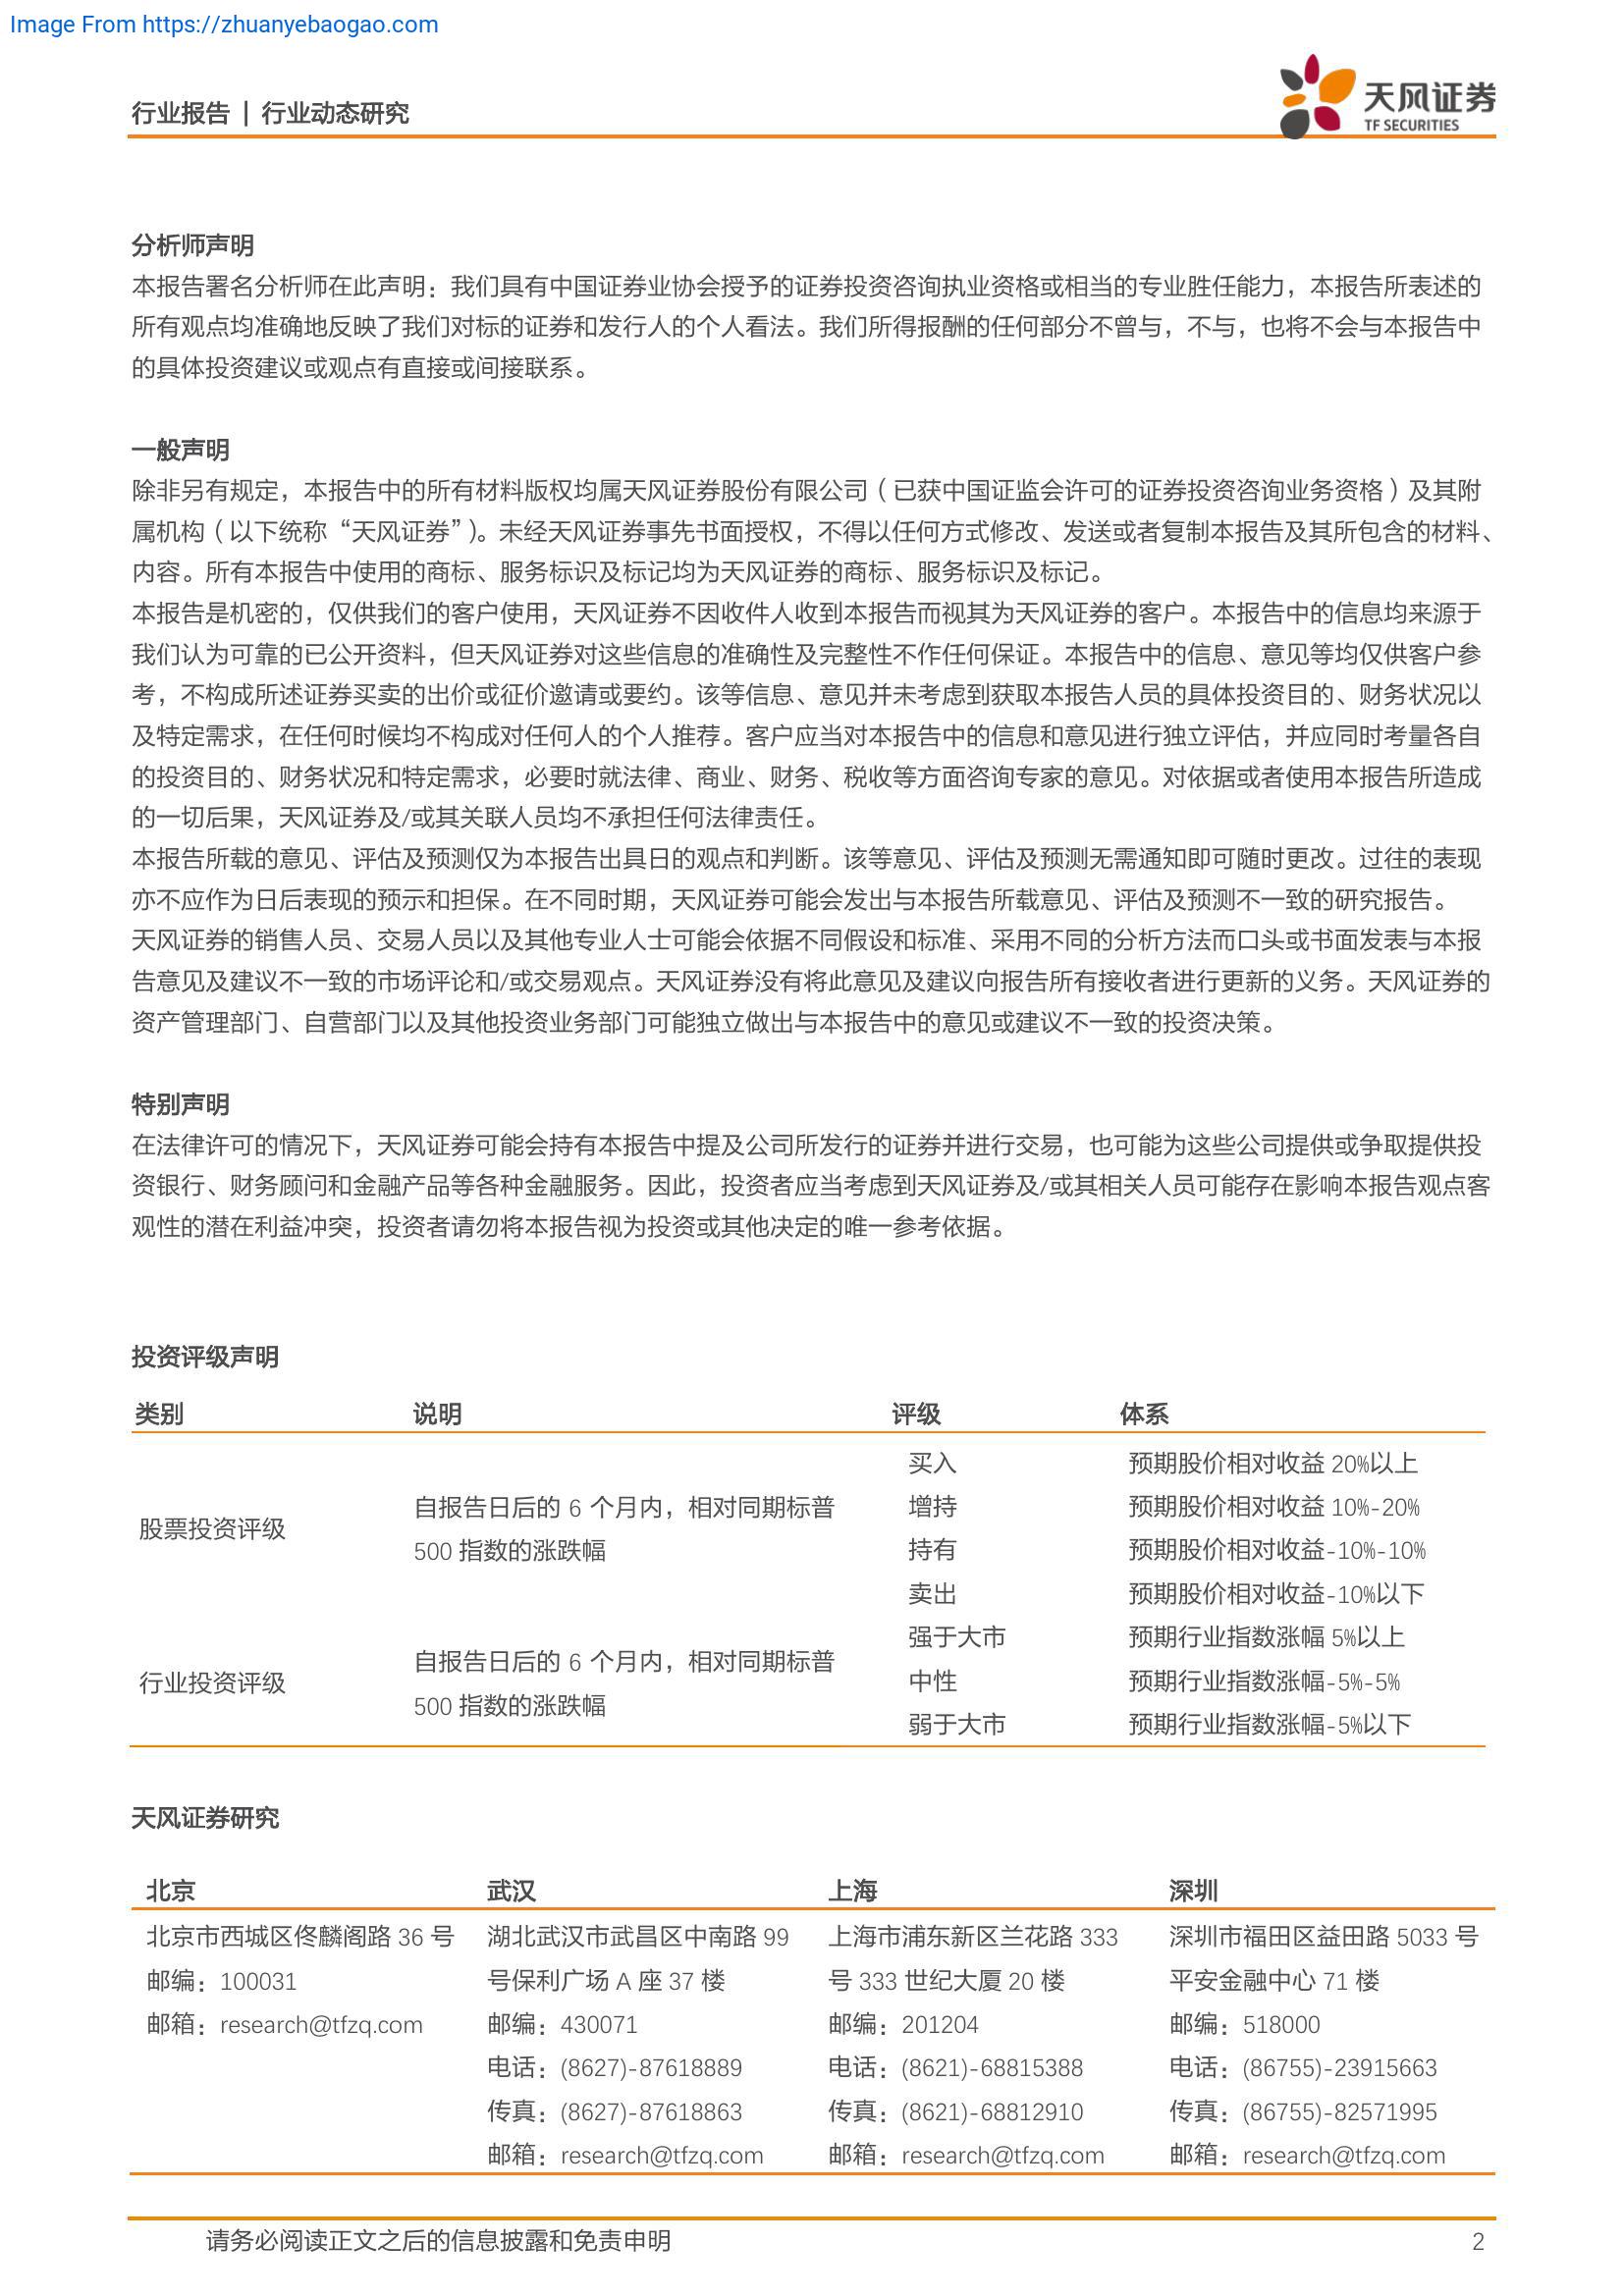 Image From https://zhuanyebaogao.com
行业报告 | 行业动态研究
天风证券
TF SECURITIES
分析师声明
本报告署名分析师在此声明：我们具有中国证券业协会授予的证券投资咨询执业资格或相当的专业胜任能力，本报告所表述的
所有观点均准确地反映了我们对标的证券和发行人的个人看法。我们所得报酬的任何部分不曾与，不与，也将不会与本报告中
的具体投资建议或观点有直接或间接联系。
一般声明
除非另有规定，本报告中的所有材料版权均属天风证券股份有限公司（已获中国证监会许可的证券投资咨询业务资格）及其附
属机构（以下统称“天风证券”）。未经天风证券事先书面授权，不得以任何方式修改、发送或者复制本报告及其所包含的材料、
内容。所有本报告中使用的商标、服务标识及标记均为天风证券的商标、服务标识及标记。
本报告是机密的，仅供我们的客户使用，天风证券不因收件人收到本报告而视其为天风证券的客户。本报告中的信息均来源于
我们认为可靠的已公开资料，但天风证券对这些信息的准确性及完整性不作任何保证。本报告中的信息、意见等均仅供客户参
考，不构成所述证券买卖的出价或征价邀请或要约。该等信息、意见并未考虑到获取本报告人员的具体投资目的、财务状况以
及特定需求，在任何时候均不构成对任何人的个人推荐。客户应当对本报告中的信息和意见进行独立评估，并应同时考量各自
的投资目的、财务状况和特定需求，必要时就法律、商业、财务、税收等方面咨询专家的意见。对依据或者使用本报告所造成
的一切后果，天风证券及/或其关联人员均不承担任何法律责任。
本报告所载的意见、评估及预测仅为本报告出具日的观点和判断。该等意见、评估及预测无需通知即可随时更改。过往的表现
亦不应作为日后表现的预示和担保。在不同时期，天风证券可能会发出与本报告所载意见、评估及预测不一致的研究报告。
天风证券的销售人员、交易人员以及其他专业人士可能会依据不同假设和标准、采用不同的分析方法而口头或书面发表与本报
告意见及建议不一致的市场评论和/或交易观点。天风证券没有将此意见及建议向报告所有接收者进行更新的义务。天风证券的
资产管理部门、自营部门以及其他投资业务部门可能独立做出与本报告中的意见或建议不一致的投资决策。
特别声明
在法律许可的情况下，天风证券可能会持有本报告中提及公司所发行的证券并进行交易，也可能为这些公司提供或争取提供投
资银行、财务顾问和金融产品等各种金融服务。因此，投资者应当考虑到天风证券及/或其相关人员可能存在影响本报告观点客
观性的潜在利益冲突，投资者请勿将本报告视为投资或其他决定的唯一参考依据。
投资评级声明
类别 说明 评级 体系
股票投资评级
自报告日后的 6 个月内，相对同期标普
500 指数的涨跌幅
买入 预期股价相对收益 20%以上
增持 预期股价相对收益 10%-20%
持有 预期股价相对收益-10%-10%
卖出 预期股价相对收益-10%以下
行业投资评级
自报告日后的 6 个月内，相对同期标普
500 指数的涨跌幅
强于大市 预期行业指数涨幅 5%以上
中性 预期行业指数涨幅-5%-5%
弱于大市 预期行业指数涨幅-5%以下
天风证券研究
北京
北京市西城区佟麟阁路 36 号
邮编：100031
邮箱：research@tfzq.com
武汉
湖北武汉市武昌区中南路 99
号保利广场 A 座 37 楼
邮编：430071
电话：(8627)-87618889
传真：(8627)-87618863
邮箱：research@tfzq.com
上海
上海市浦东新区兰花路 333
号 333 世纪大厦 20 楼
邮编：201204
电话：(8621)-68815388
传真：(8621)-68812910
邮箱：research@tfzq.com
深圳
深圳市福田区益田路 5033 号
平安金融中心 71 楼
邮编：518000
电话：(86755)-23915663
传真：(86755)-82571995
邮箱：research@tfzq.com
请务必阅读正文之后的信息披露和免责申明 2